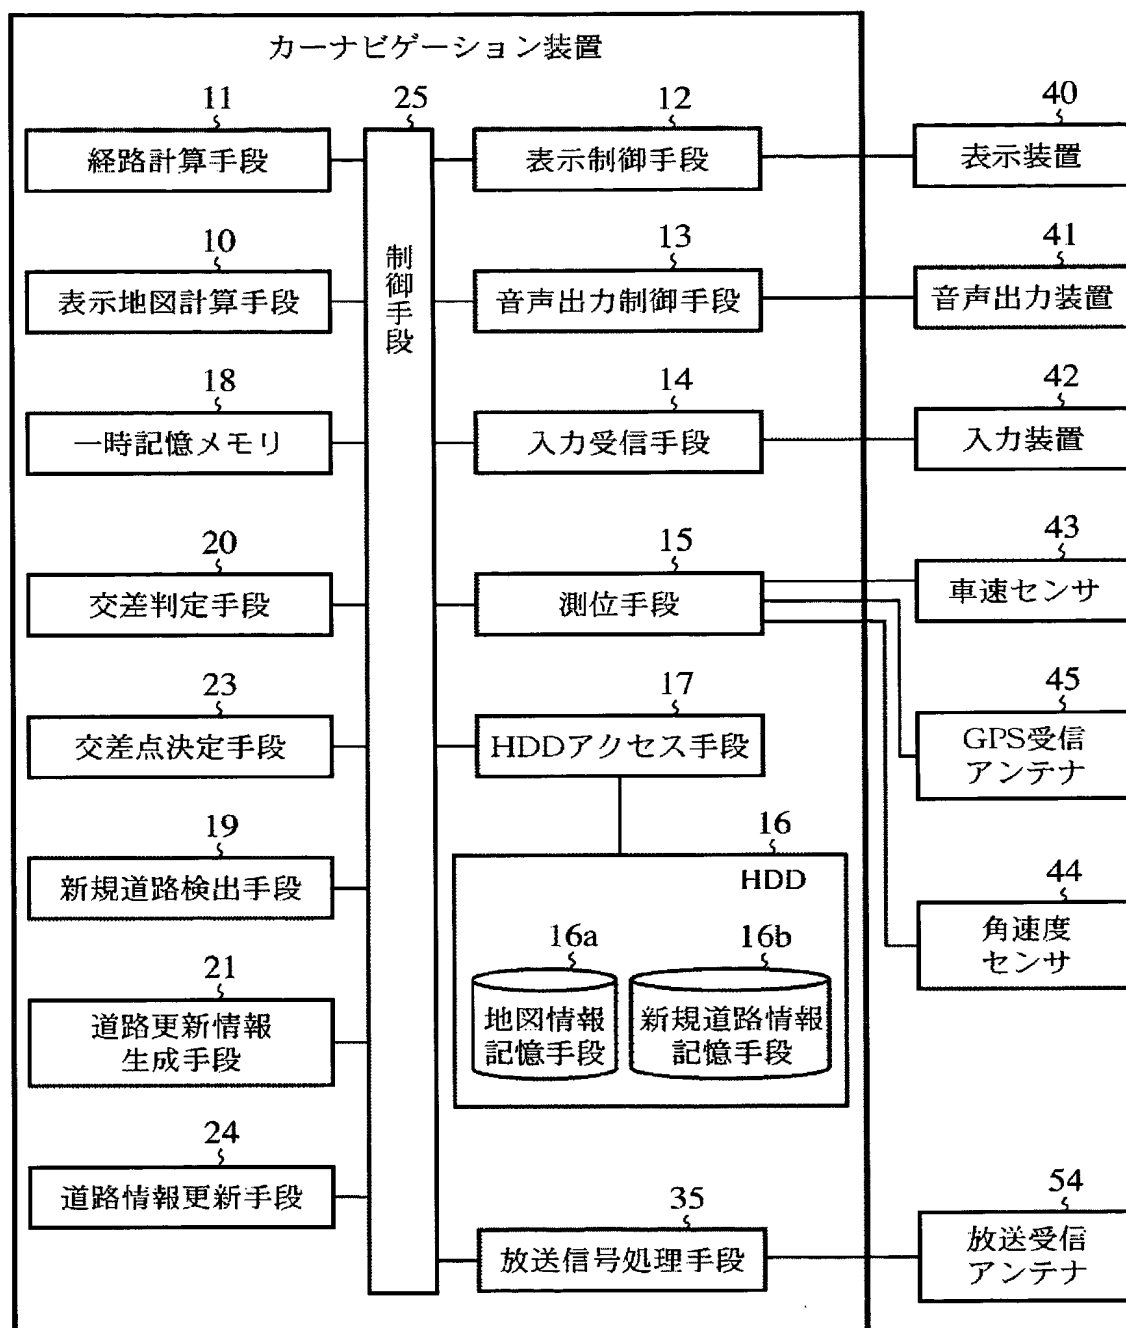 カーナビゲーション装置
11
25
12
40
経路計算手段
表示制御手段
表示装置
10
制御手段
13
41
表示地図計算手段
音声出力制御手段
音声出力装置
18
14
42
一時記憶メモリ
入力受信手段
入力装置
20
15
43
交差判定手段
測位手段
車速センサ
23
17
45
交差点決定手段
HDDアクセス手段
GPS受信
アンテナ
19
16
44
新規道路検出手段
HDD
角速度
センサ
16a
16b
21
地図情報
記憶手段
新規道路情報
記憶手段
道路更新情報
生成手段
24
35
54
道路情報更新手段
放送信号処理手段
放送受信
アンテナ